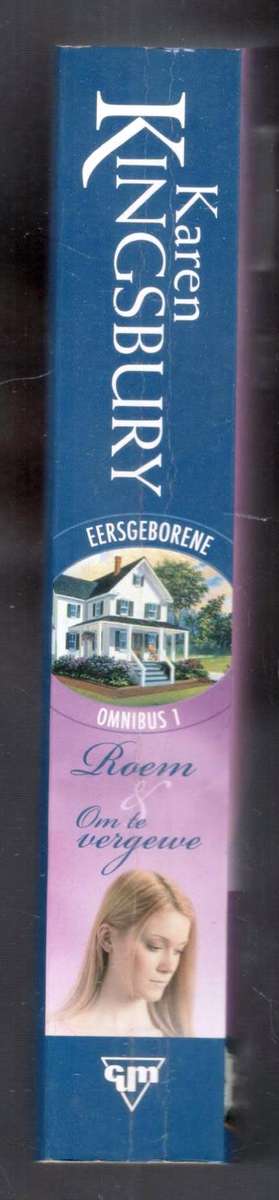 Karen
KINGSBURY
EERSGEBORENE
OMNIBUS 1
Roem
&
Om te
vergewe
CUM